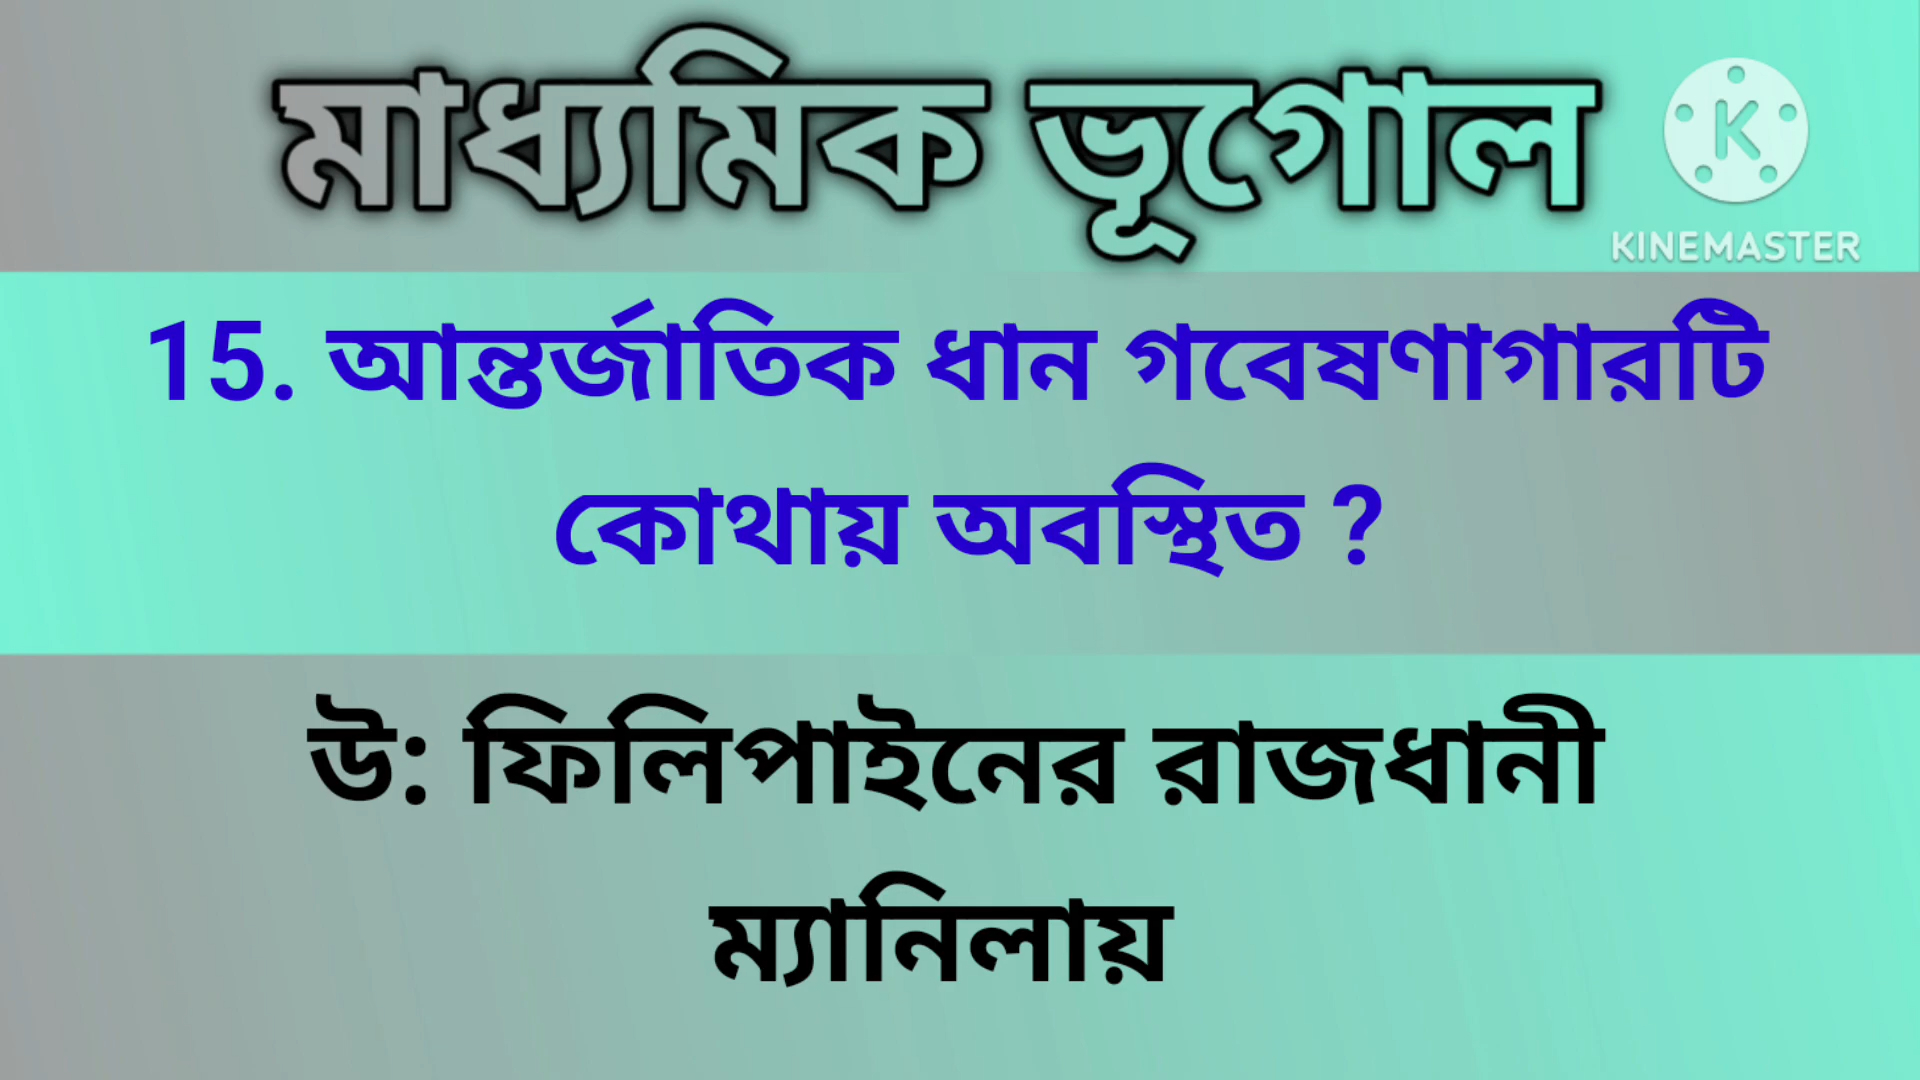 মাধ্যমিক ভূগোল
K
KINEMASTER
15. আন্তর্জাতিক ধান গবেষণাগারটি
কোথায় অবস্থিত ?
উ: ফিলিপাইনের রাজধানী
ম্যানিলায়